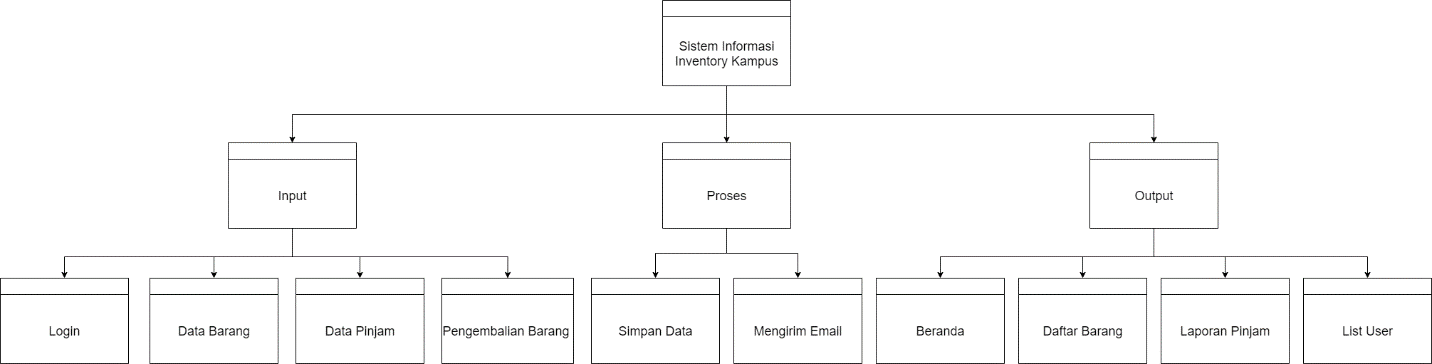 Sistem Informasi
Inventory Kampus
Input
Proses
Output
Login
Data Barang
Data Pinjam
Pengembalian Barang
Simpan Data
Mengirim Email
Beranda
Daftar Barang
Laporan Pinjam
List User